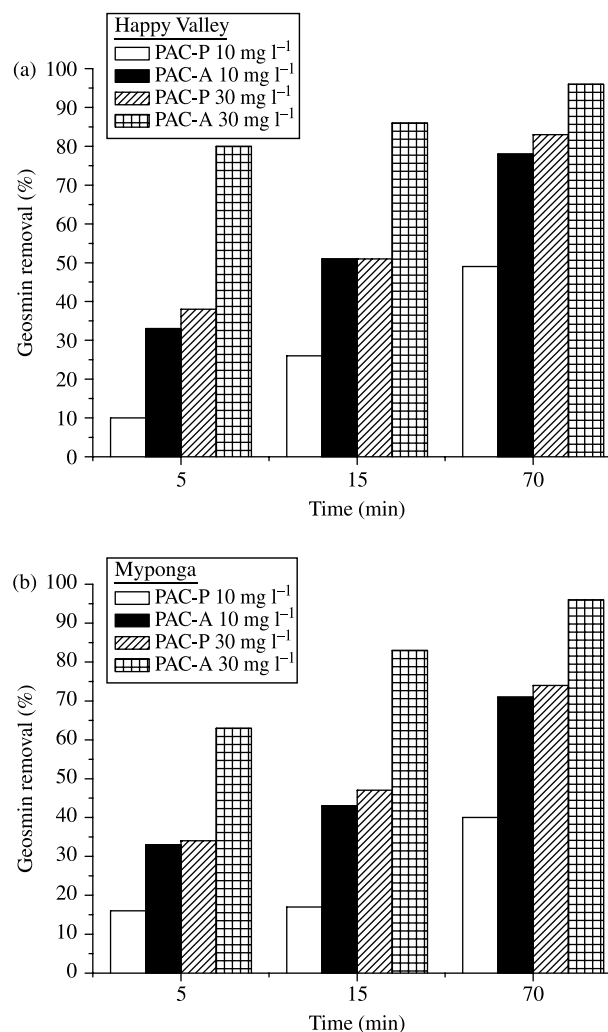 Happy Valley
(a)
PAC-P 10 mg l⁻¹
PAC-A 10 mg l⁻¹
PAC-P 30 mg l⁻¹
PAC-A 30 mg l⁻¹
100
90
80
70
60
50
40
30
20
10
0
Geosmin removal (%)
5 15 70
Time (min)
Myponga
(b)
PAC-P 10 mg l⁻¹
PAC-A 10 mg l⁻¹
PAC-P 30 mg l⁻¹
PAC-A 30 mg l⁻¹
100
90
80
70
60
50
40
30
20
10
0
Geosmin removal (%)
5 15 70
Time (min)